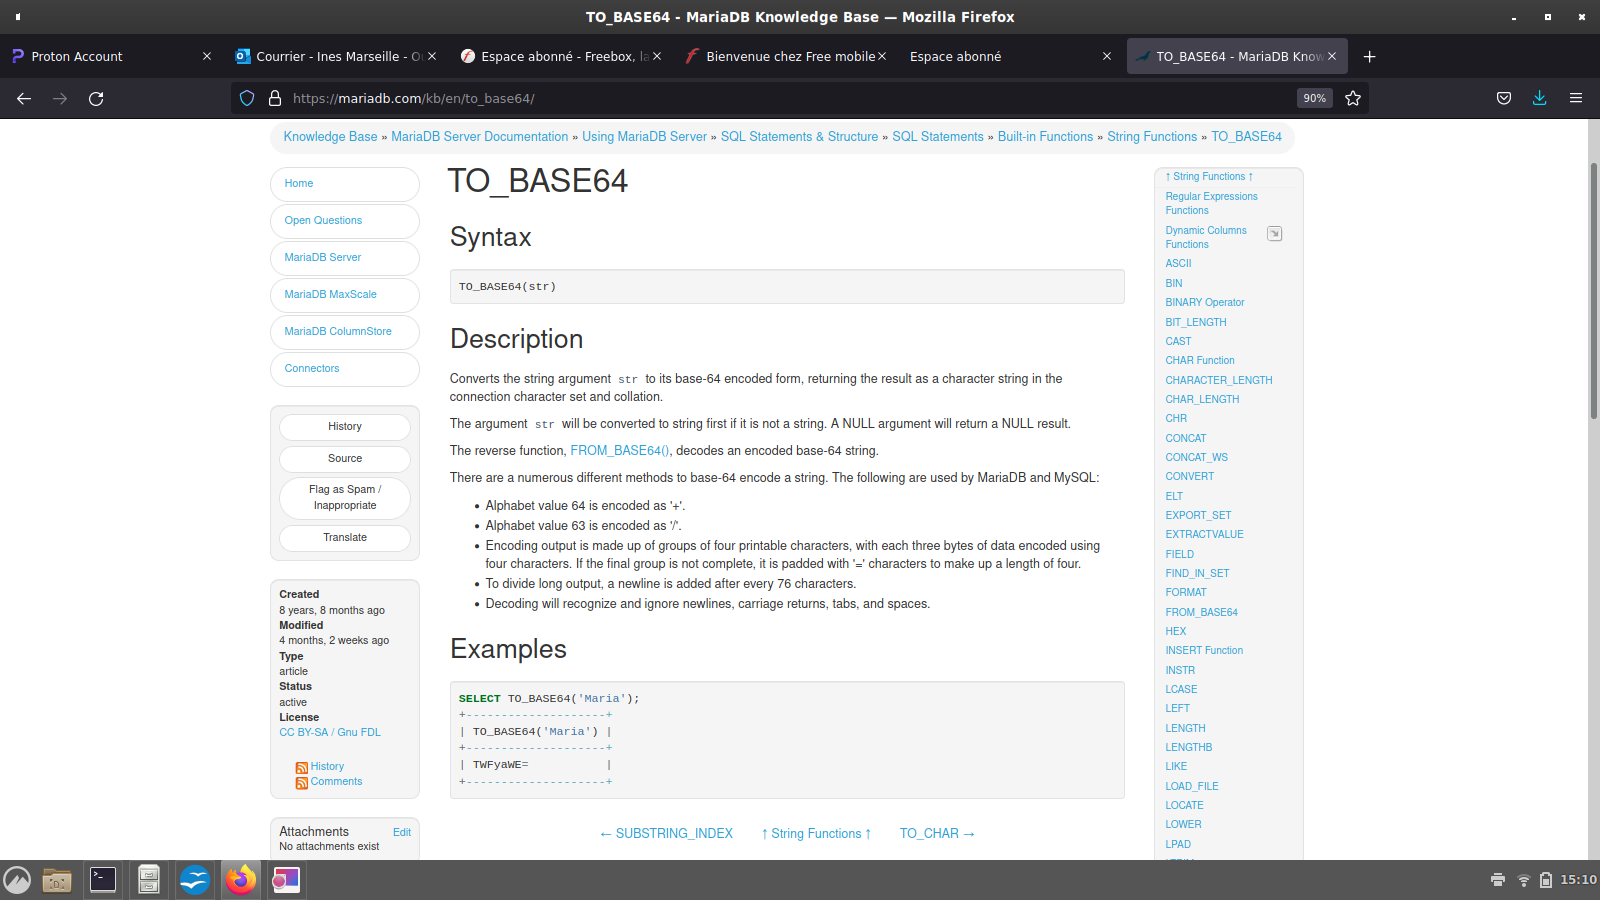 TO_BASE64 - MariaDB Knowledge Base — Mozilla Firefox
Proton Account
Courrier - Ines Marseille - O
Espace abonné - Freebox, la
Bienvenue chez Free mobile
Espace abonné
TO_BASE64 - MariaDB Know
https://mariadb.com/kb/en/to_base64/
90%
Knowledge Base » MariaDB Server Documentation » Using MariaDB Server » SQL Statements & Structure » SQL Statements » Built-in Functions » String Functions » TO_BASE64
Home
Open Questions
MariaDB Server
MariaDB MaxScale
MariaDB ColumnStore
Connectors
History
Source
Flag as Spam /
Inappropriate
Translate
Created
8 years, 8 months ago
Modified
4 months, 2 weeks ago
Type
article
Status
active
License
CC BY-SA / Gnu FDL
History
Comments
Attachments
Edit
No attachments exist
TO_BASE64
Syntax
TO_BASE64(str)
Description
Converts the string argument str to its base-64 encoded form, returning the result as a character string in the
connection character set and collation.
The argument str will be converted to string first if it is not a string. A NULL argument will return a NULL result.
The reverse function, FROM_BASE64(), decodes an encoded base-64 string.
There are a numerous different methods to base-64 encode a string. The following are used by MariaDB and MySQL:
• Alphabet value 64 is encoded as '+'.
• Alphabet value 63 is encoded as '/'.
• Encoding output is made up of groups of four printable characters, with each three bytes of data encoded using
four characters. If the final group is not complete, it is padded with '=' characters to make up a length of four.
• To divide long output, a newline is added after every 76 characters.
• Decoding will recognize and ignore newlines, carriage returns, tabs, and spaces.
Examples
SELECT TO_BASE64('Maria');
+--------------------+
| TO_BASE64('Maria') |
+--------------------+
| TWFyaWE=           |
+--------------------+
← SUBSTRING_INDEX
↑ String Functions ↑
TO_CHAR →
↑ String Functions ↑
Regular Expressions
Functions
Dynamic Columns
Functions
ASCII
BIN
BINARY Operator
BIT_LENGTH
CAST
CHAR Function
CHARACTER_LENGTH
CHAR_LENGTH
CHR
CONCAT
CONCAT_WS
CONVERT
ELT
EXPORT_SET
EXTRACTVALUE
FIELD
FIND_IN_SET
FORMAT
FROM_BASE64
HEX
INSERT Function
INSTR
LCASE
LEFT
LENGTH
LENGTHB
LIKE
LOAD_FILE
LOCATE
LOWER
LPAD
15:10